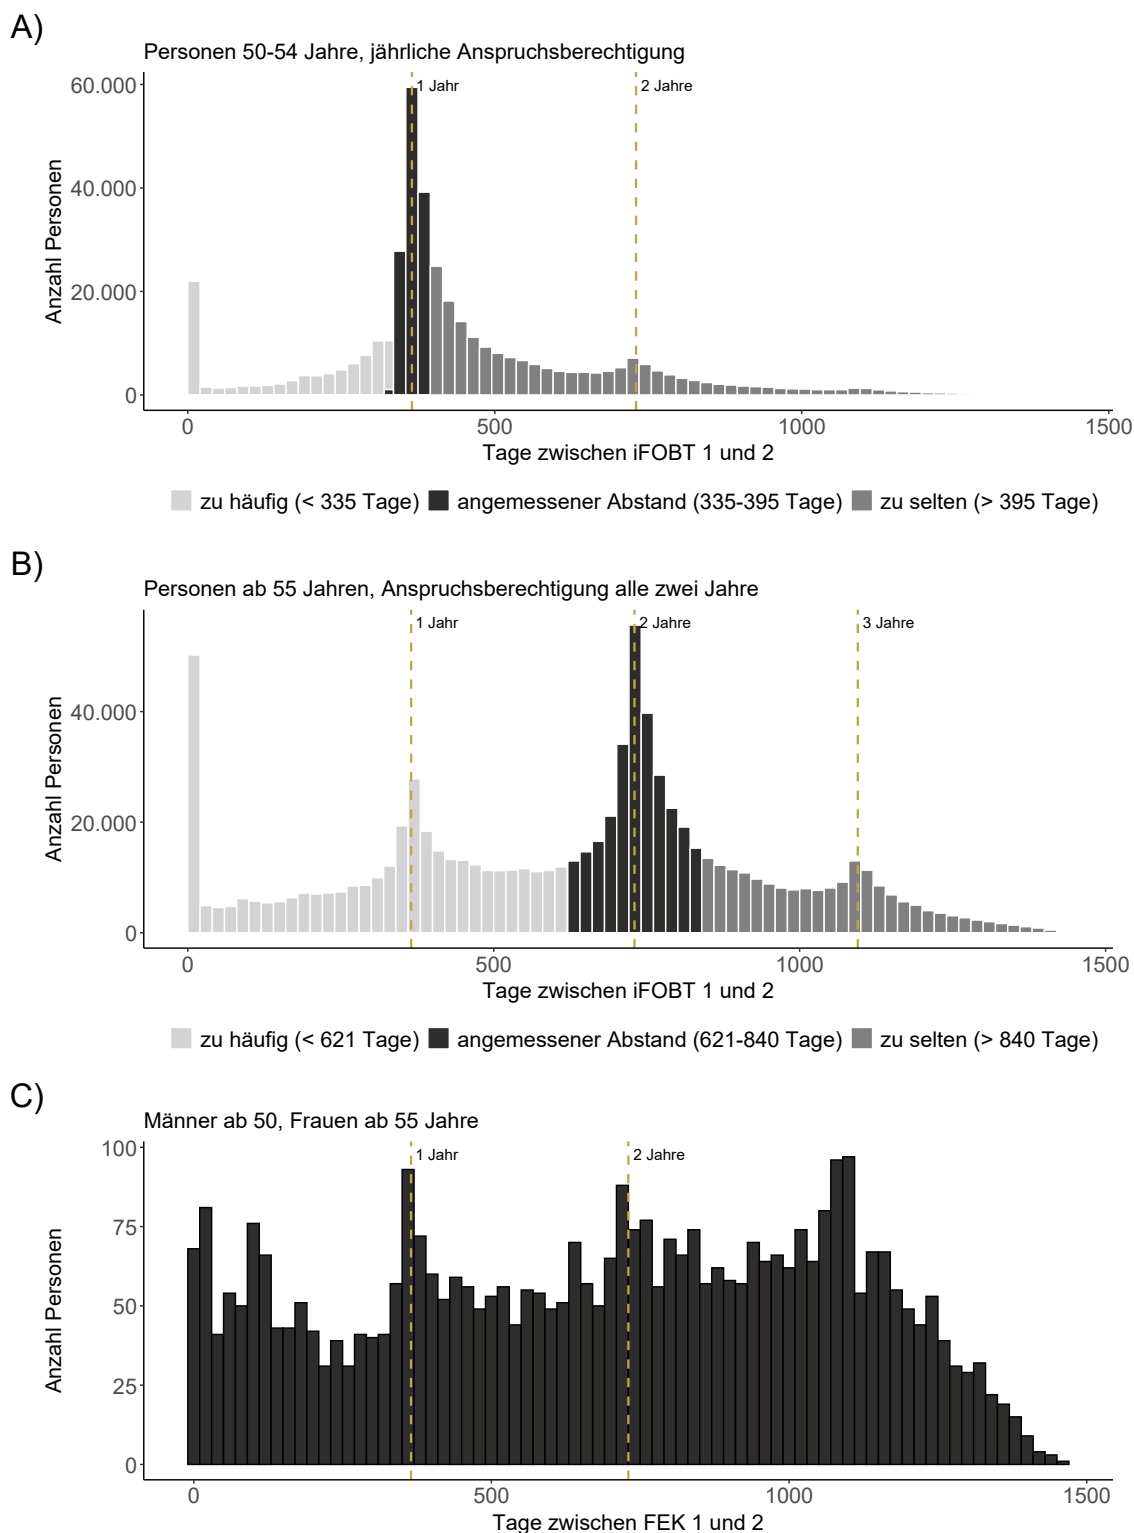 A)
Personen 50-54 Jahre, jährliche Anspruchsberechtigung
60.000
40.000
20.000
0
Anzahl Personen
1 Jahr
2 Jahre
0 500 1000 1500
Tage zwischen iFOBT 1 und 2
zu häufig (< 335 Tage) angemessener Abstand (335-395 Tage) zu selten (> 395 Tage)
B)
Personen ab 55 Jahren, Anspruchsberechtigung alle zwei Jahre
40.000
20.000
0
Anzahl Personen
1 Jahr
2 Jahre
3 Jahre
0 500 1000 1500
Tage zwischen iFOBT 1 und 2
zu häufig (< 621 Tage) angemessener Abstand (621-840 Tage) zu selten (> 840 Tage)
C)
Männer ab 50, Frauen ab 55 Jahre
100
75
50
25
0
Anzahl Personen
1 Jahr
2 Jahre
0 500 1000 1500
Tage zwischen FEK 1 und 2